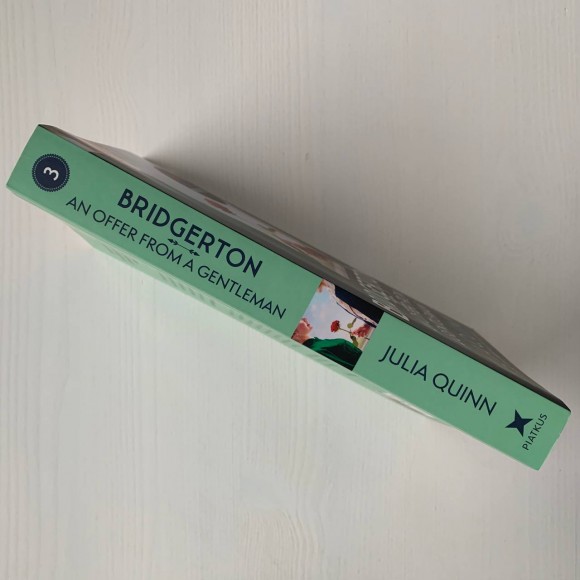 3
BRIDGERTON
AN OFFER FROM A GENTLEMAN
JULIA QUINN
PIATKUS